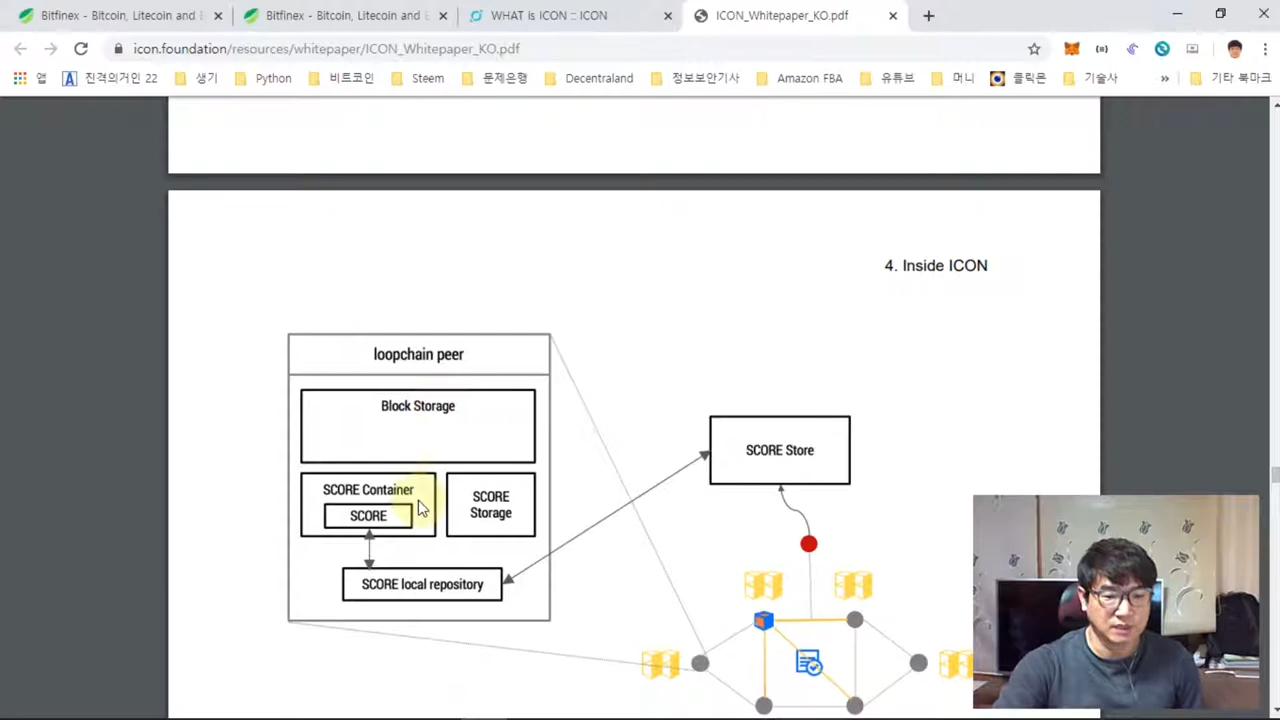 Bitfinex - Bitcoin, Litecoin and E
Bitfinex - Bitcoin, Litecoin and E
WHAT is ICON :: ICON
ICON_Whitepaper_KO.pdf
icon.foundation/resources/whitepaper/ICON_Whitepaper_KO.pdf
앱
진격의거인 22
생기
Python
비트코인
Steem
문제은행
Decentraland
정보보안기사
Amazon FBA
유튜브
머니
클릭몬
기술사
기타 북마크
4. Inside ICON
loopchain peer
Block Storage
SCORE Container
SCORE
SCORE
Storage
SCORE local repository
SCORE Store